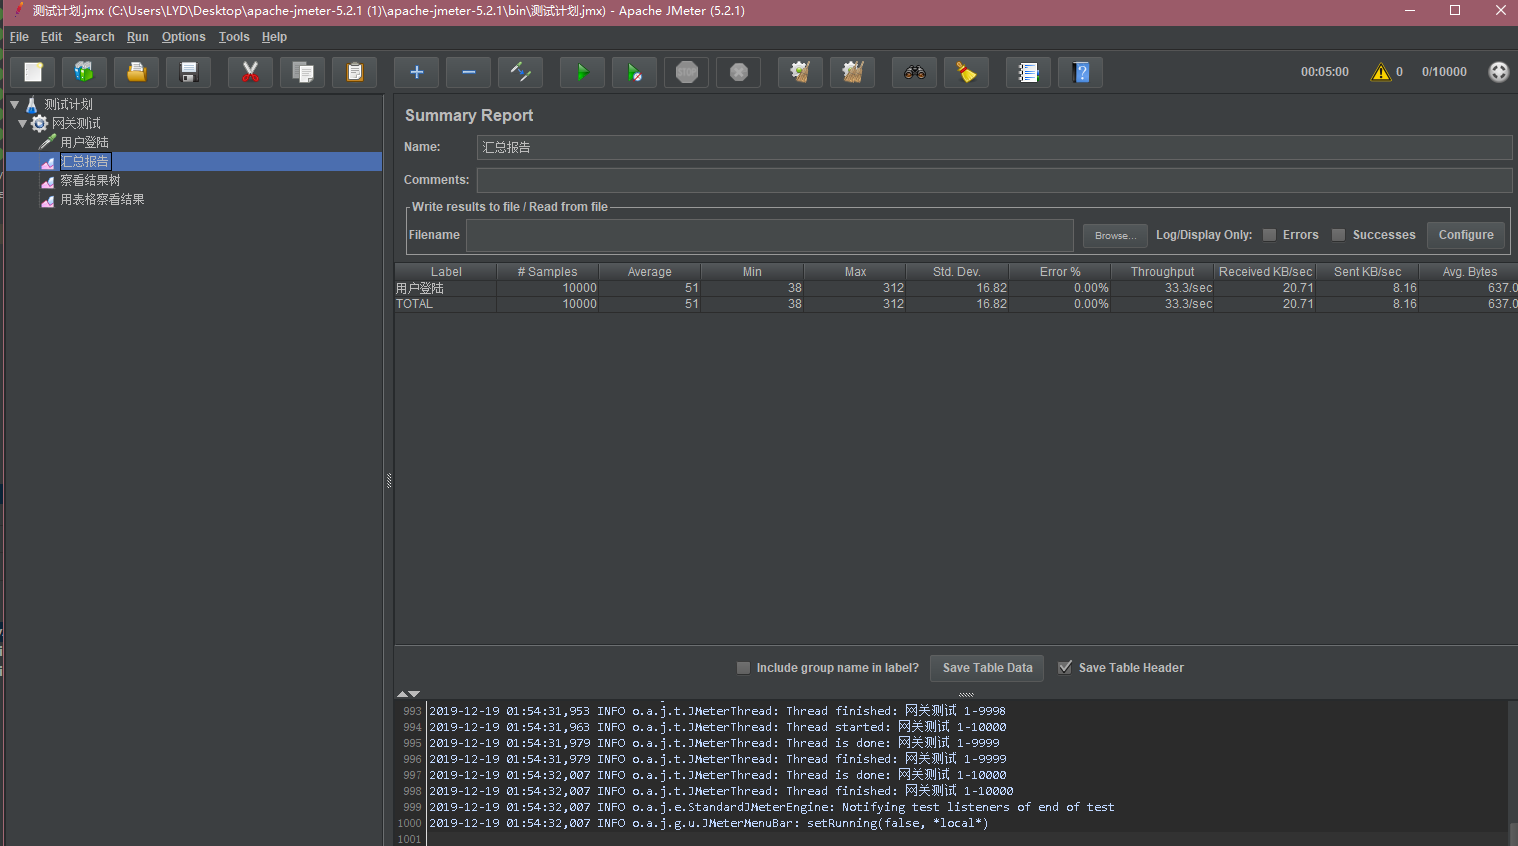 测试计划.jmx (C:\Users\LYD\Desktop\apache-jmeter-5.2.1 (1)\apache-jmeter-5.2.1\bin\测试计划.jmx) - Apache JMeter (5.2.1)
File Edit Search Run Options Tools Help
STOP 00:05:00 0 0/10000
测试计划
网关测试
用户登陆
汇总报告
察看结果树
用表格察看结果
Summary Report
Name: 汇总报告
Comments:
Write results to file / Read from file
Filename Browse... Log/Display Only: Errors Successes Configure
Label # Samples Average Min Max Std. Dev. Error % Throughput Received KB/sec Sent KB/sec Avg. Bytes
用户登陆 10000 51 38 312 16.82 0.00% 33.3/sec 20.71 8.16 637.0
TOTAL 10000 51 38 312 16.82 0.00% 33.3/sec 20.71 8.16 637.0
Include group name in label? Save Table Data Save Table Header
993 2019-12-19 01:54:31,953 INFO o.a.j.t.JMeterThread: Thread finished: 网关测试 1-9998
994 2019-12-19 01:54:31,963 INFO o.a.j.t.JMeterThread: Thread started: 网关测试 1-10000
995 2019-12-19 01:54:31,979 INFO o.a.j.t.JMeterThread: Thread is done: 网关测试 1-9999
996 2019-12-19 01:54:31,979 INFO o.a.j.t.JMeterThread: Thread finished: 网关测试 1-9999
997 2019-12-19 01:54:32,007 INFO o.a.j.t.JMeterThread: Thread is done: 网关测试 1-10000
998 2019-12-19 01:54:32,007 INFO o.a.j.t.JMeterThread: Thread finished: 网关测试 1-10000
999 2019-12-19 01:54:32,007 INFO o.a.j.e.StandardJMeterEngine: Notifying test listeners of end of test
1000 2019-12-19 01:54:32,007 INFO o.a.j.g.u.JMeterMenuBar: setRunning(false, *local*)
1001